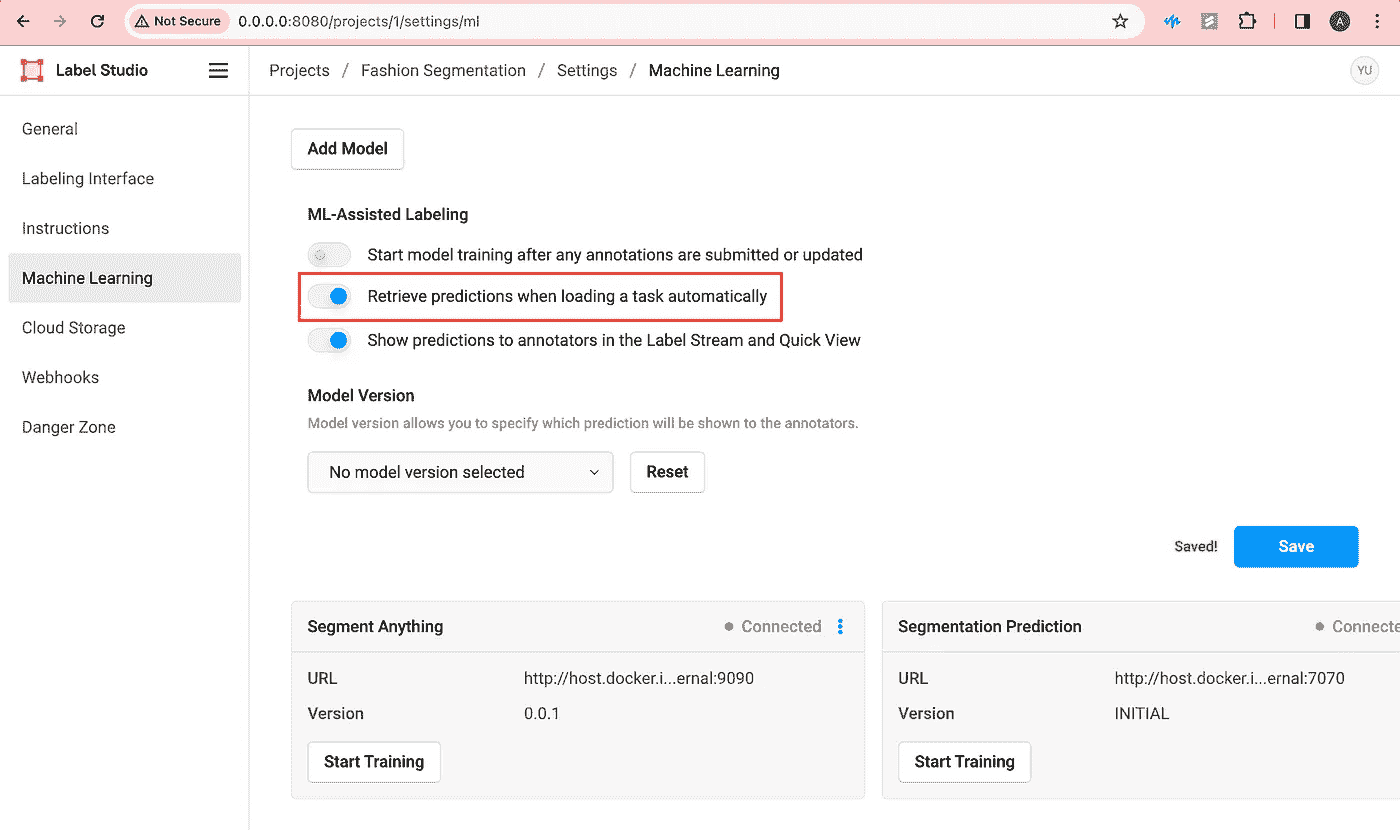 Not Secure 0.0.0.0:8080/projects/1/settings/ml A
Label Studio Projects / Fashion Segmentation / Settings / Machine Learning YU
General
Labeling Interface
Instructions
Machine Learning
Cloud Storage
Webhooks
Danger Zone
Add Model
ML-Assisted Labeling
Start model training after any annotations are submitted or updated
Retrieve predictions when loading a task automatically
Show predictions to annotators in the Label Stream and Quick View
Model Version
Model version allows you to specify which prediction will be shown to the annotators.
No model version selected Reset
Saved! Save
Segment Anything Connected
URL http://host.docker.i...ernal:9090
Version 0.0.1
Start Training
Segmentation Prediction Connecte
URL http://host.docker.i...ernal:7070
Version INITIAL
Start Training